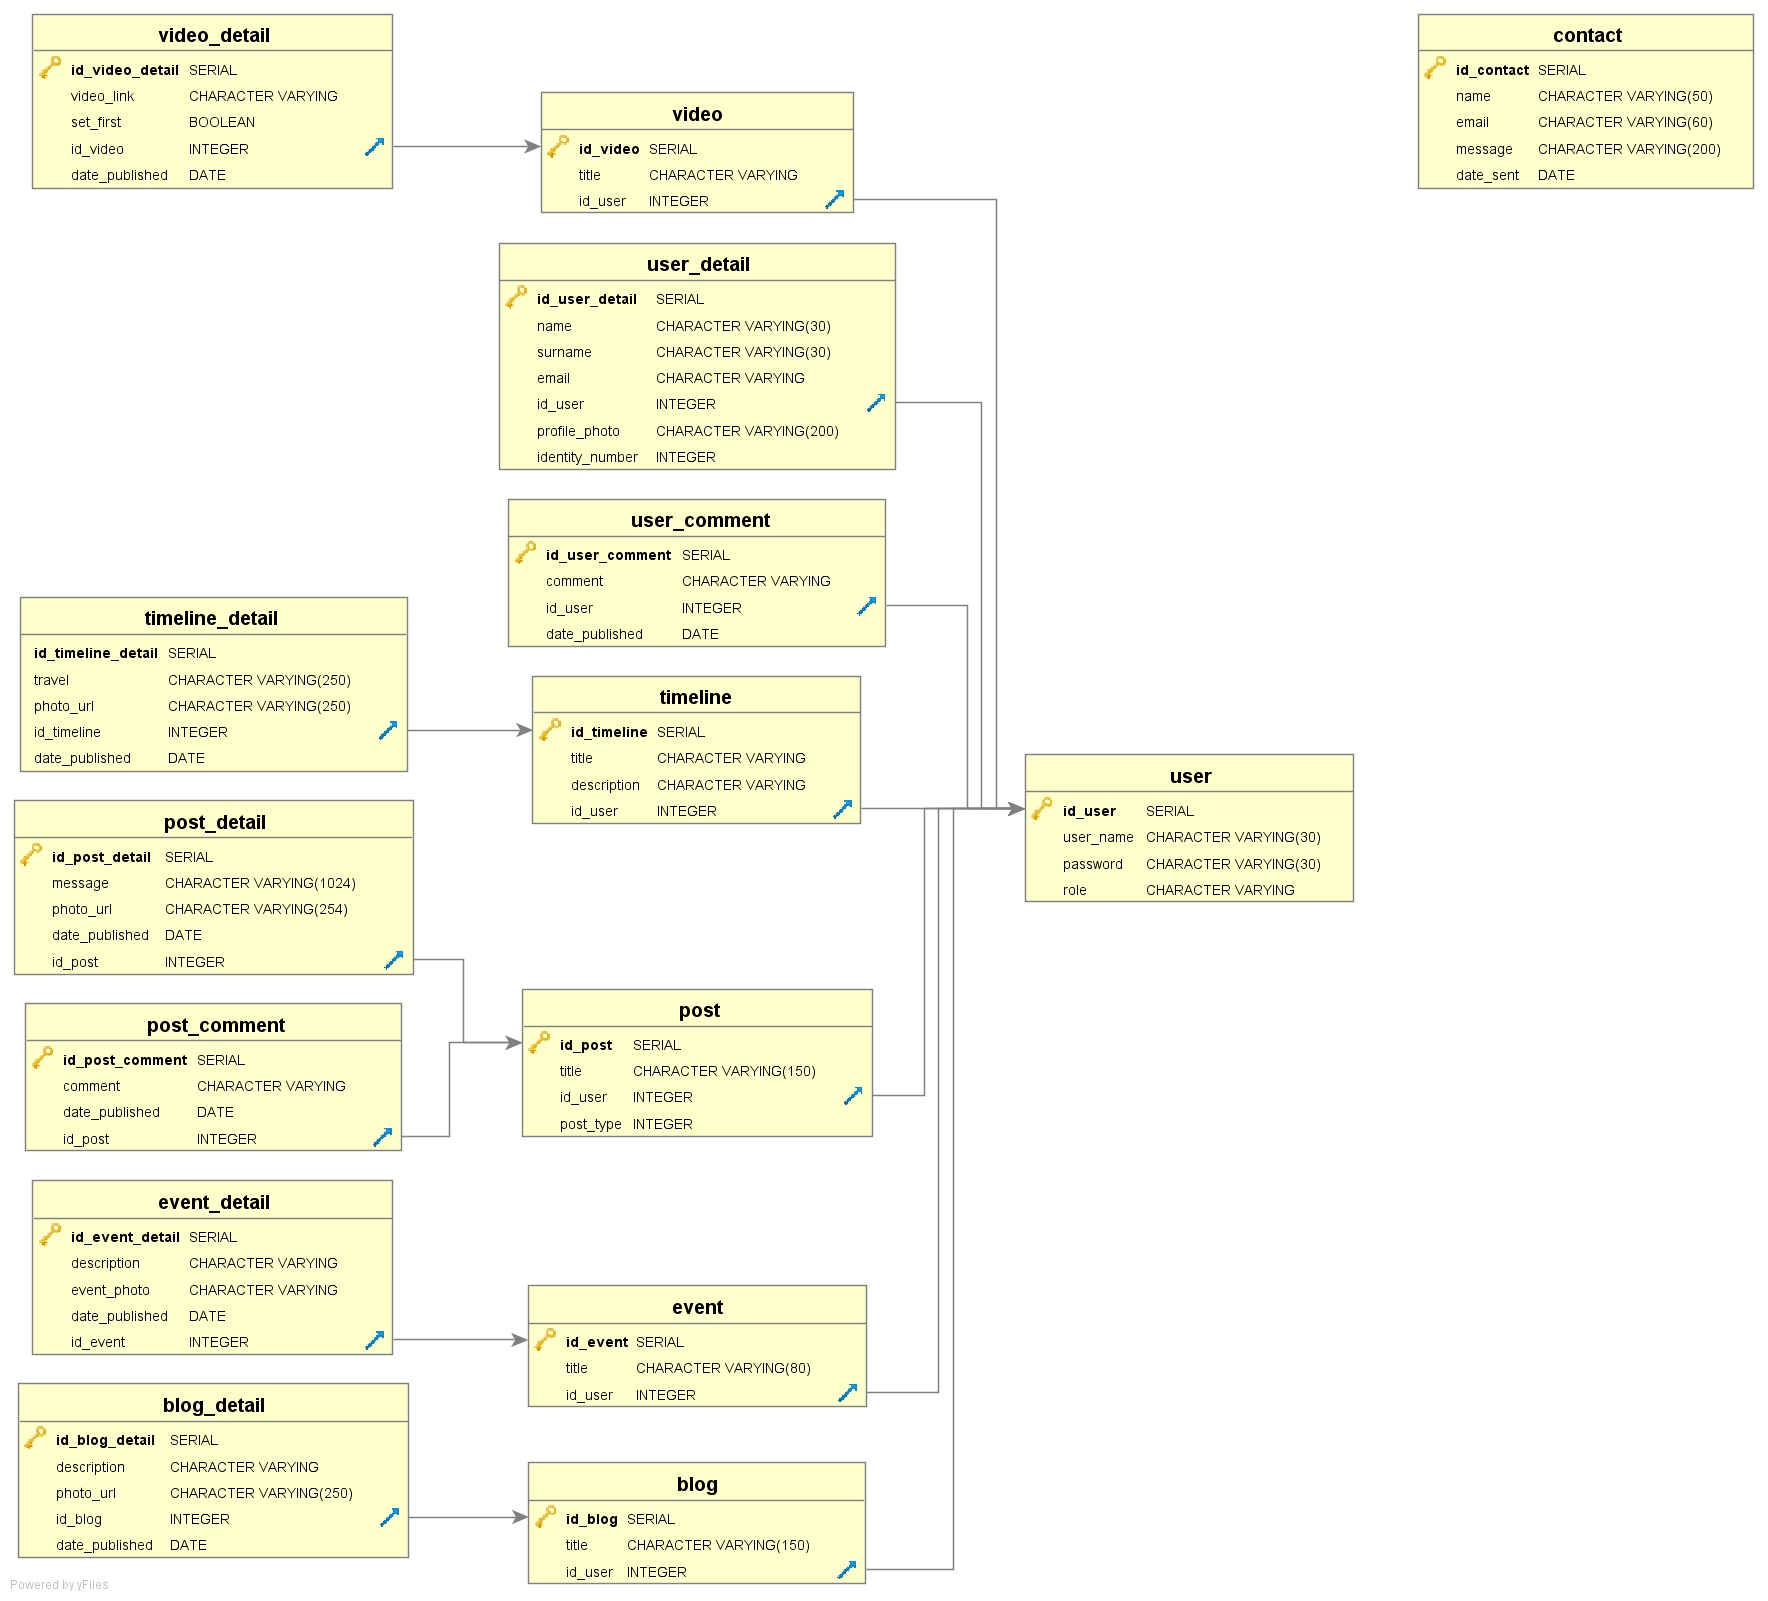 video_detail
id_video_detail SERIAL
video_link CHARACTER VARYING
set_first BOOLEAN
id_video INTEGER
date_published DATE
contact
id_contact SERIAL
name CHARACTER VARYING(50)
email CHARACTER VARYING(60)
message CHARACTER VARYING(200)
date_sent DATE
video
id_video SERIAL
title CHARACTER VARYING
id_user INTEGER
user_detail
id_user_detail SERIAL
name CHARACTER VARYING(30)
surname CHARACTER VARYING(30)
email CHARACTER VARYING
id_user INTEGER
profile_photo CHARACTER VARYING(200)
identity_number INTEGER
user_comment
id_user_comment SERIAL
comment CHARACTER VARYING
id_user INTEGER
date_published DATE
timeline_detail
id_timeline_detail SERIAL
travel CHARACTER VARYING(250)
photo_url CHARACTER VARYING(250)
id_timeline INTEGER
date_published DATE
timeline
id_timeline SERIAL
title CHARACTER VARYING
description CHARACTER VARYING
id_user INTEGER
user
id_user SERIAL
user_name CHARACTER VARYING(30)
password CHARACTER VARYING(30)
role CHARACTER VARYING
post_detail
id_post_detail SERIAL
message CHARACTER VARYING(1024)
photo_url CHARACTER VARYING(254)
date_published DATE
id_post INTEGER
post_comment
id_post_comment SERIAL
comment CHARACTER VARYING
date_published DATE
id_post INTEGER
post
id_post SERIAL
title CHARACTER VARYING(150)
id_user INTEGER
post_type INTEGER
event_detail
id_event_detail SERIAL
description CHARACTER VARYING
event_photo CHARACTER VARYING
date_published DATE
id_event INTEGER
event
id_event SERIAL
title CHARACTER VARYING(80)
id_user INTEGER
blog_detail
id_blog_detail SERIAL
description CHARACTER VARYING
photo_url CHARACTER VARYING(250)
id_blog INTEGER
date_published DATE
blog
id_blog SERIAL
title CHARACTER VARYING(150)
id_user INTEGER
Powered by yFiles